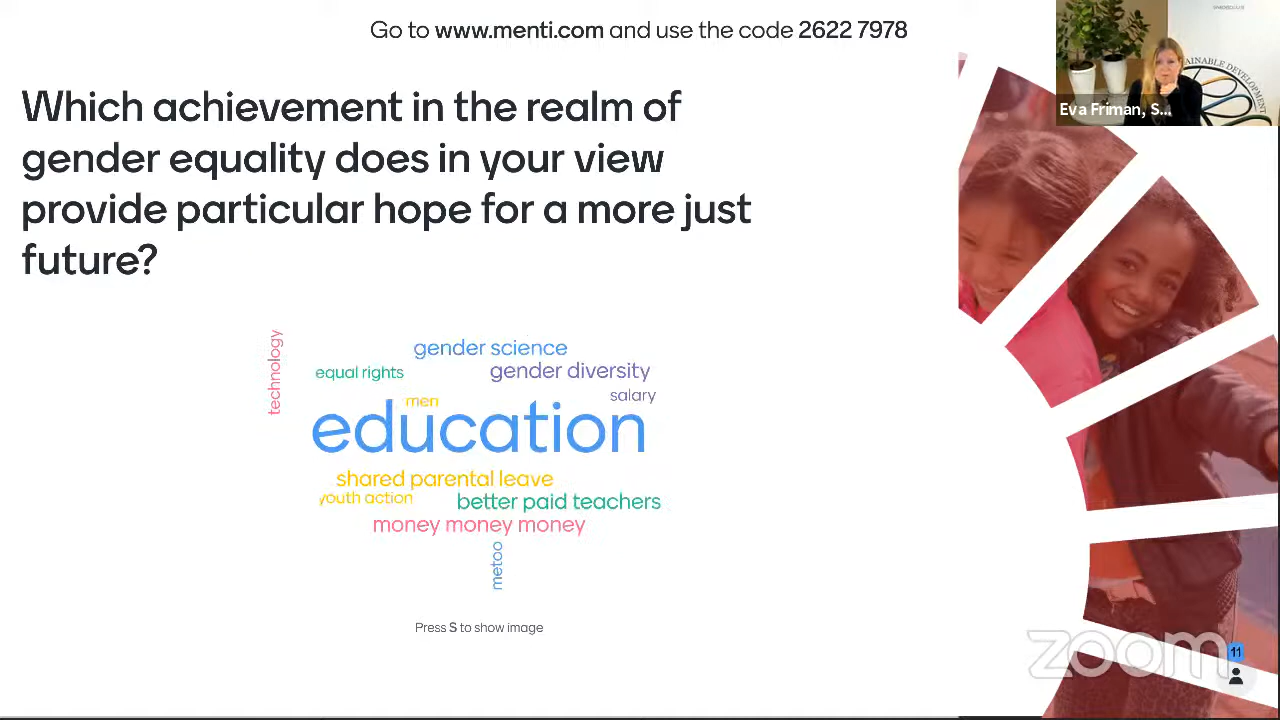 Go to www.menti.com and use the code 2622 7978
Which achievement in the realm of
gender equality does in your view
provide particular hope for a more just
future?
technology
gender science
equal rights
gender diversity
men
salary
education
shared parental leave
youth action
better paid teachers
money money money
metoo
Press S to show image
AINABLE DEVELOPMENT
Eva Friman, S...
zoom
11